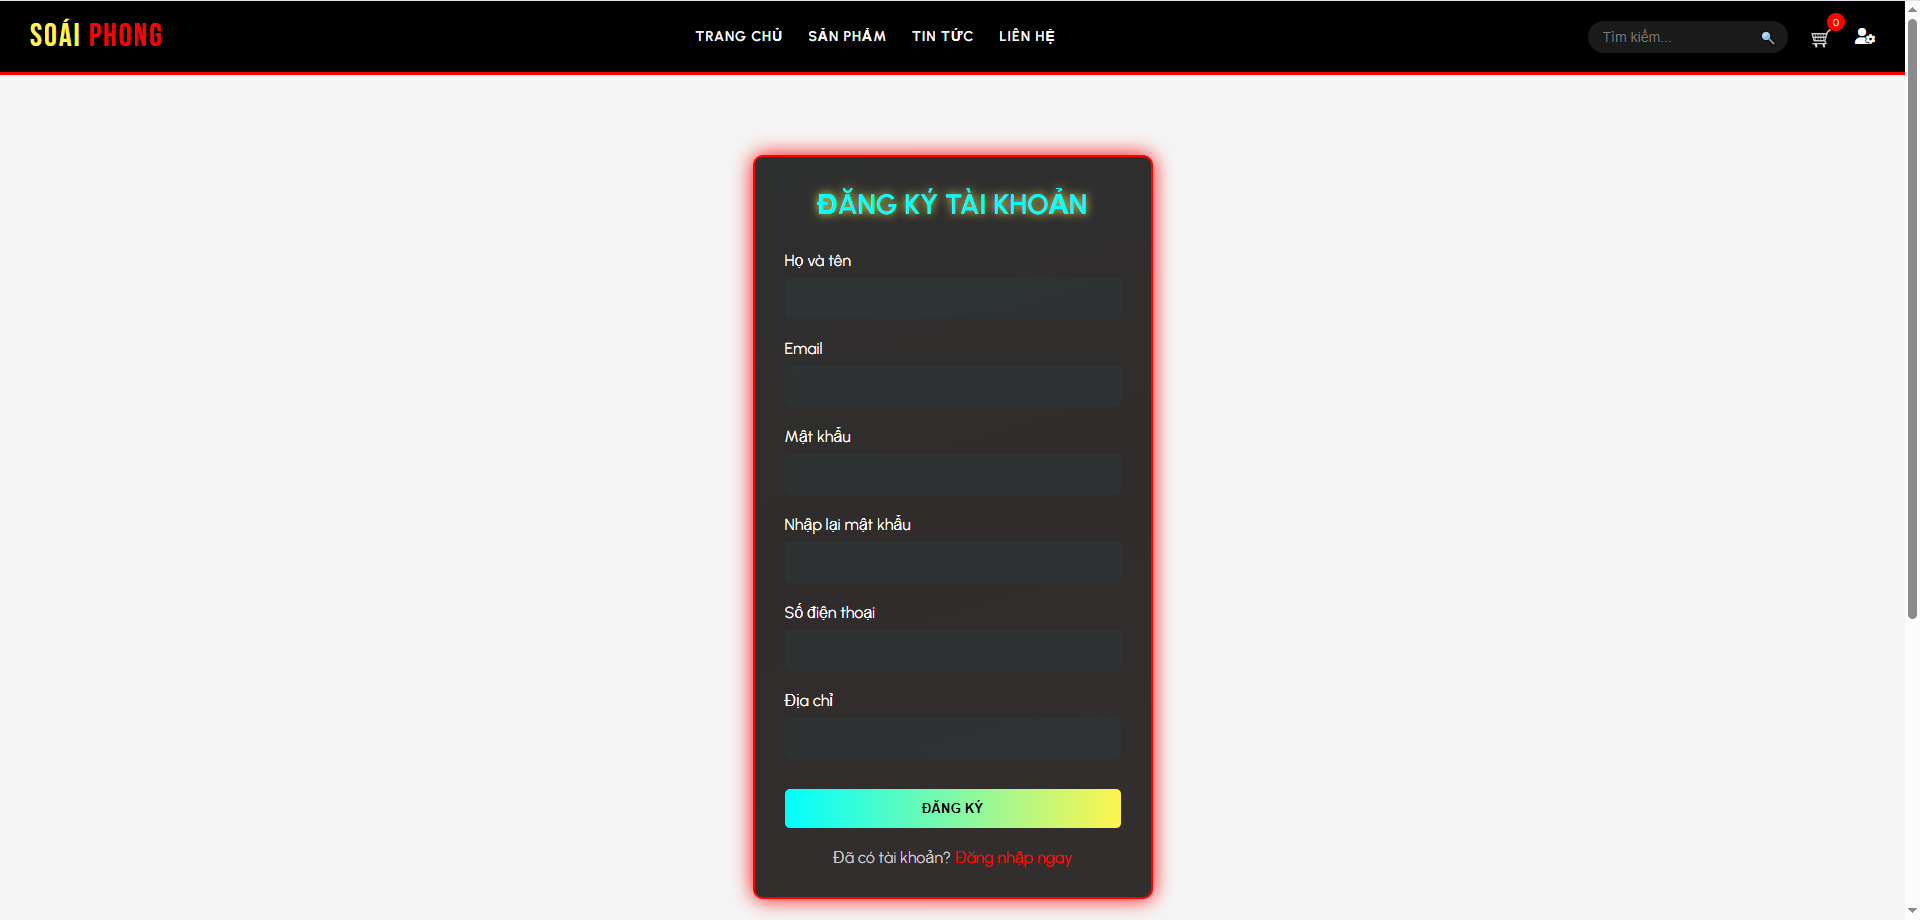 SOÁI PHONG
TRANG CHỦ SẢN PHẨM TIN TỨC LIÊN HỆ
Tìm kiếm...
0
ĐĂNG KÝ TÀI KHOẢN
Họ và tên
Email
Mật khẩu
Nhập lại mật khẩu
Số điện thoại
Địa chỉ
ĐĂNG KÝ
Đã có tài khoản? Đăng nhập ngay